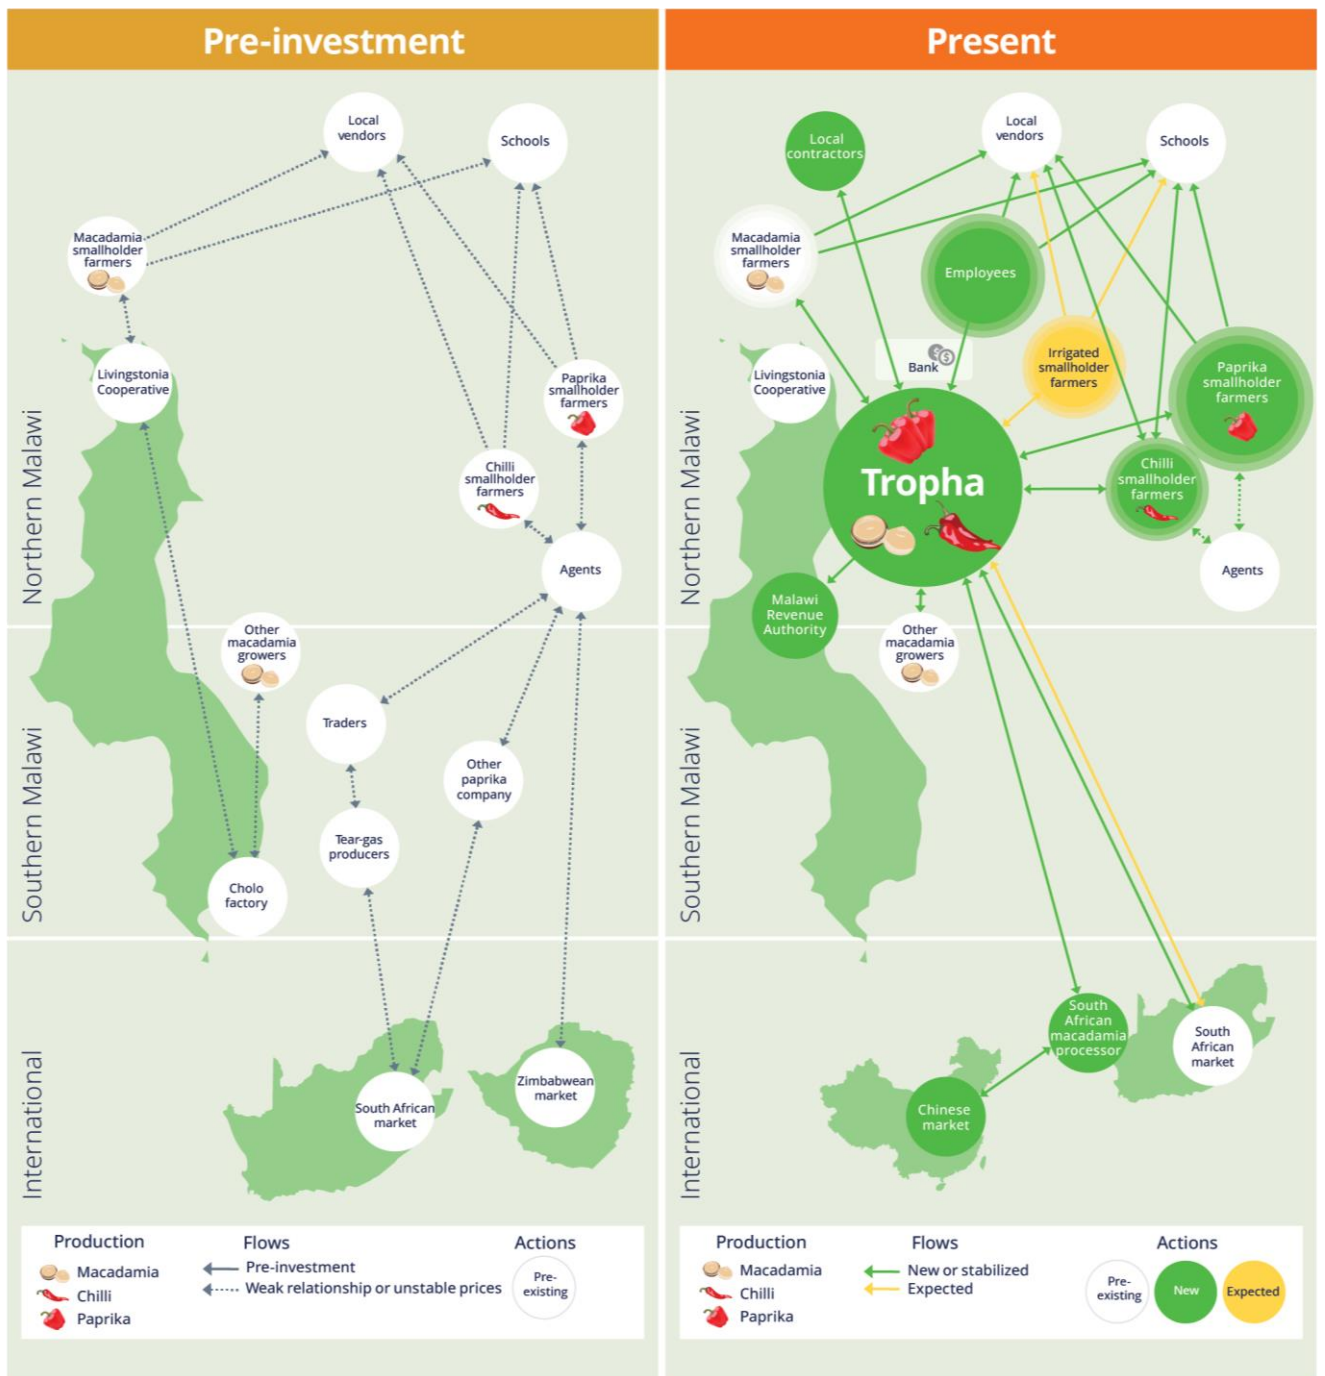 Pre-investment
Local
vendors
Schools
Macadamia
smallholder
farmers
Livingstonia
Cooperative
Paprika
smallholder
farmers
Chilli
smallholder
farmers
Agents
Northern Malawi
Other
macadamia
growers
Traders
Other
paprika
company
Tear-gas
producers
Cholo
factory
Southern Malawi
South African
market
Zimbabwean
market
International
Production
Macadamia
Chilli
Paprika
Flows
Pre-investment
Weak relationship or unstable prices
Actions
Pre-
existing
Present
Local
contractors
Local
vendors
Schools
Macadamia
smallholder
farmers
Employees
Bank
Livingstonia
Cooperative
Irrigated
smallholder
farmers
Paprika
smallholder
farmers
Tropha
Chilli
smallholder
farmers
Agents
Northern Malawi
Malawi
Revenue
Authority
Other
macadamia
growers
Southern Malawi
South
African
macadamia
processor
South
African
market
Chinese
market
International
Production
Macadamia
Chilli
Paprika
Flows
New or stabilized
Expected
Actions
Pre-
existing
New
Expected